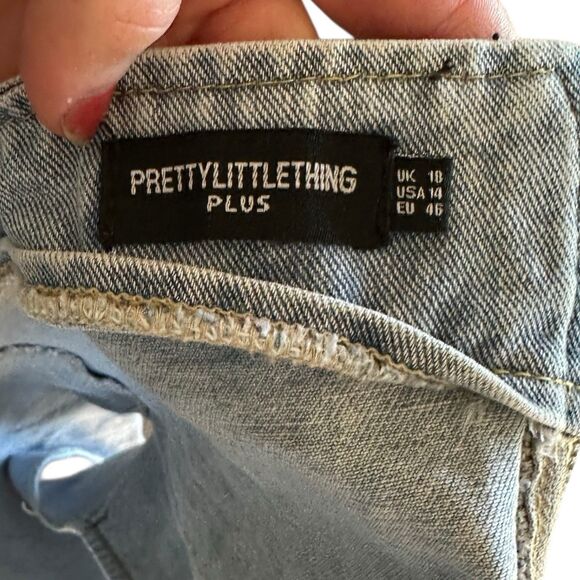 PRETTYLITTLETHING
PLUS
UK 18
USA 14
EU 46